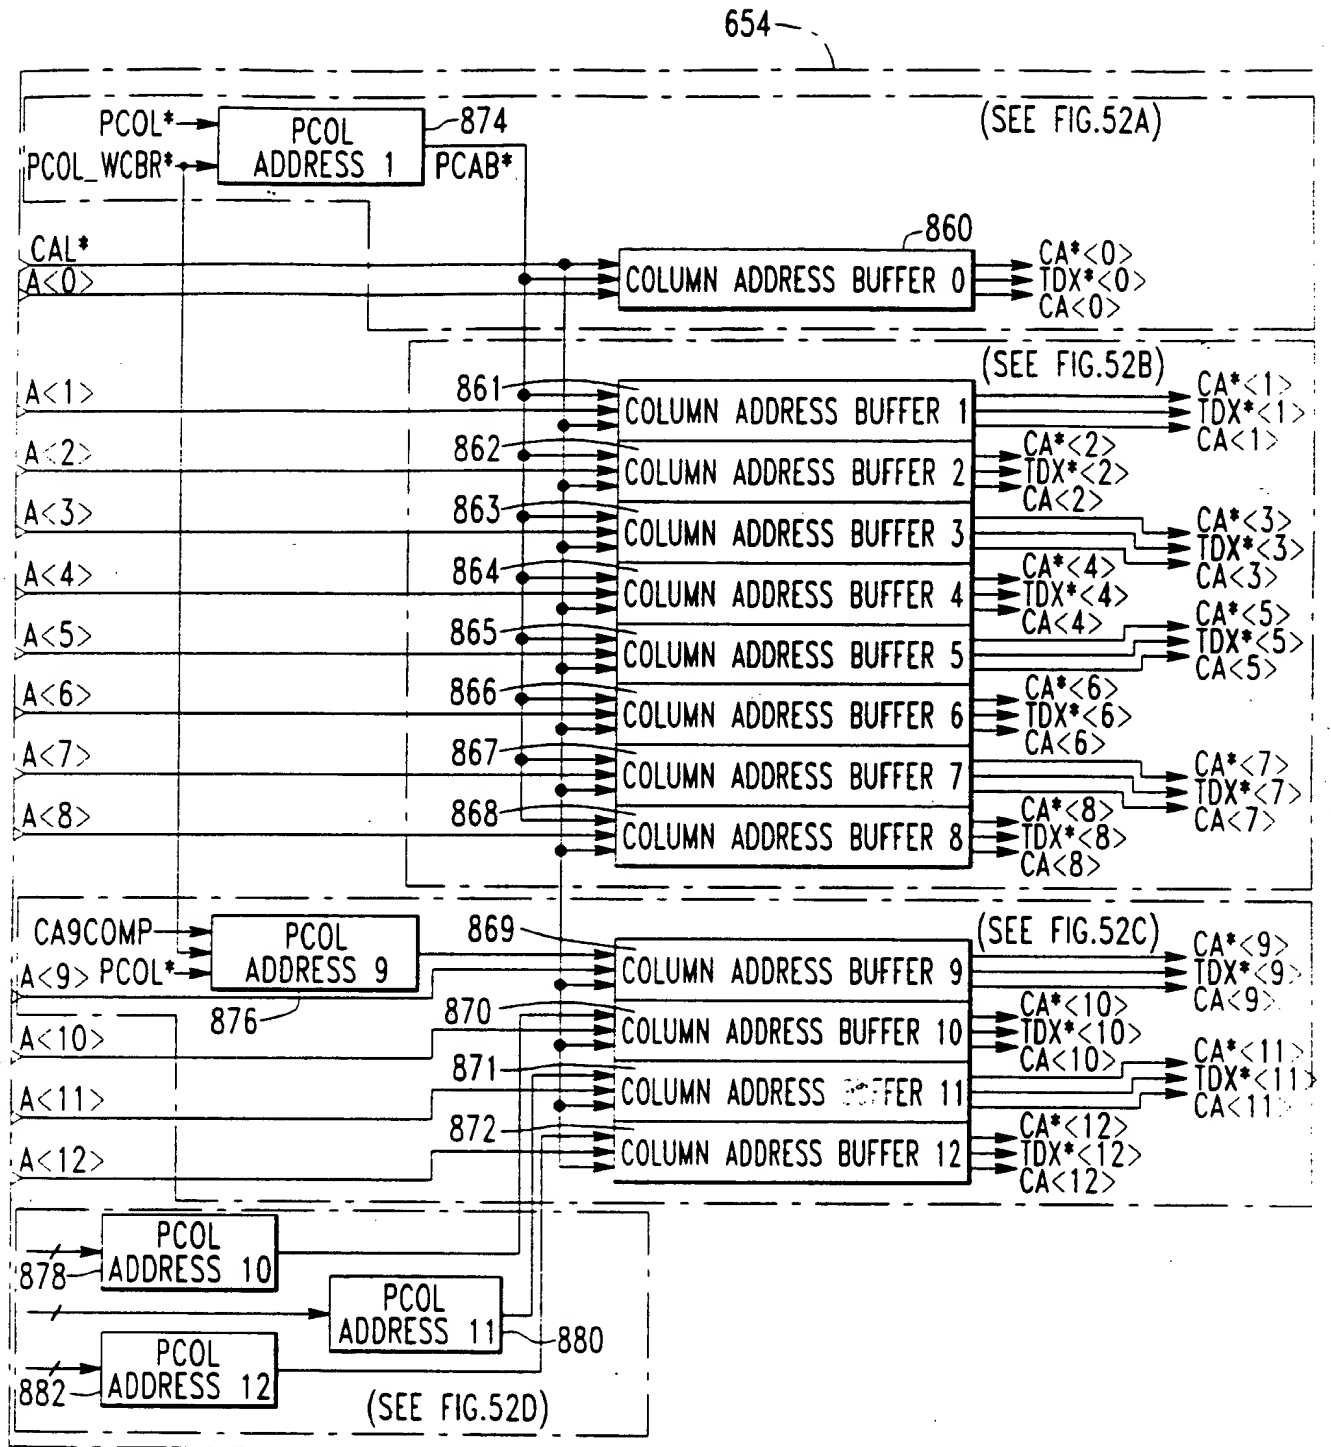 654
(SEE FIG.52A)
PCOL*
PCOL_WCBR*
PCOL
ADDRESS 1
874
PCAB*
CAL*
A<0>
860
COLUMN ADDRESS BUFFER 0
CA*<0>
TDX*<0>
CA<0>
(SEE FIG.52B)
A<1>
861
COLUMN ADDRESS BUFFER 1
CA*<1>
TDX*<1>
CA<1>
A<2>
862
COLUMN ADDRESS BUFFER 2
CA*<2>
TDX*<2>
CA<2>
A<3>
863
COLUMN ADDRESS BUFFER 3
CA*<3>
TDX*<3>
CA<3>
A<4>
864
COLUMN ADDRESS BUFFER 4
CA*<4>
TDX*<4>
CA<4>
A<5>
865
COLUMN ADDRESS BUFFER 5
CA*<5>
TDX*<5>
CA<5>
A<6>
866
COLUMN ADDRESS BUFFER 6
CA*<6>
TDX*<6>
CA<6>
A<7>
867
COLUMN ADDRESS BUFFER 7
CA*<7>
TDX*<7>
CA<7>
A<8>
868
COLUMN ADDRESS BUFFER 8
CA*<8>
TDX*<8>
CA<8>
(SEE FIG.52C)
CA9COMP
PCOL*
PCOL
ADDRESS 9
876
A<9>
869
COLUMN ADDRESS BUFFER 9
CA*<9>
TDX*<9>
CA<9>
A<10>
870
COLUMN ADDRESS BUFFER 10
CA*<10>
TDX*<10>
CA<10>
A<11>
871
COLUMN ADDRESS BUFFER 11
CA*<11>
TDX*<11>
CA<11>
A<12>
872
COLUMN ADDRESS BUFFER 12
CA*<12>
TDX*<12>
CA<12>
878
PCOL
ADDRESS 10
PCOL
ADDRESS 11
880
882
PCOL
ADDRESS 12
(SEE FIG.52D)